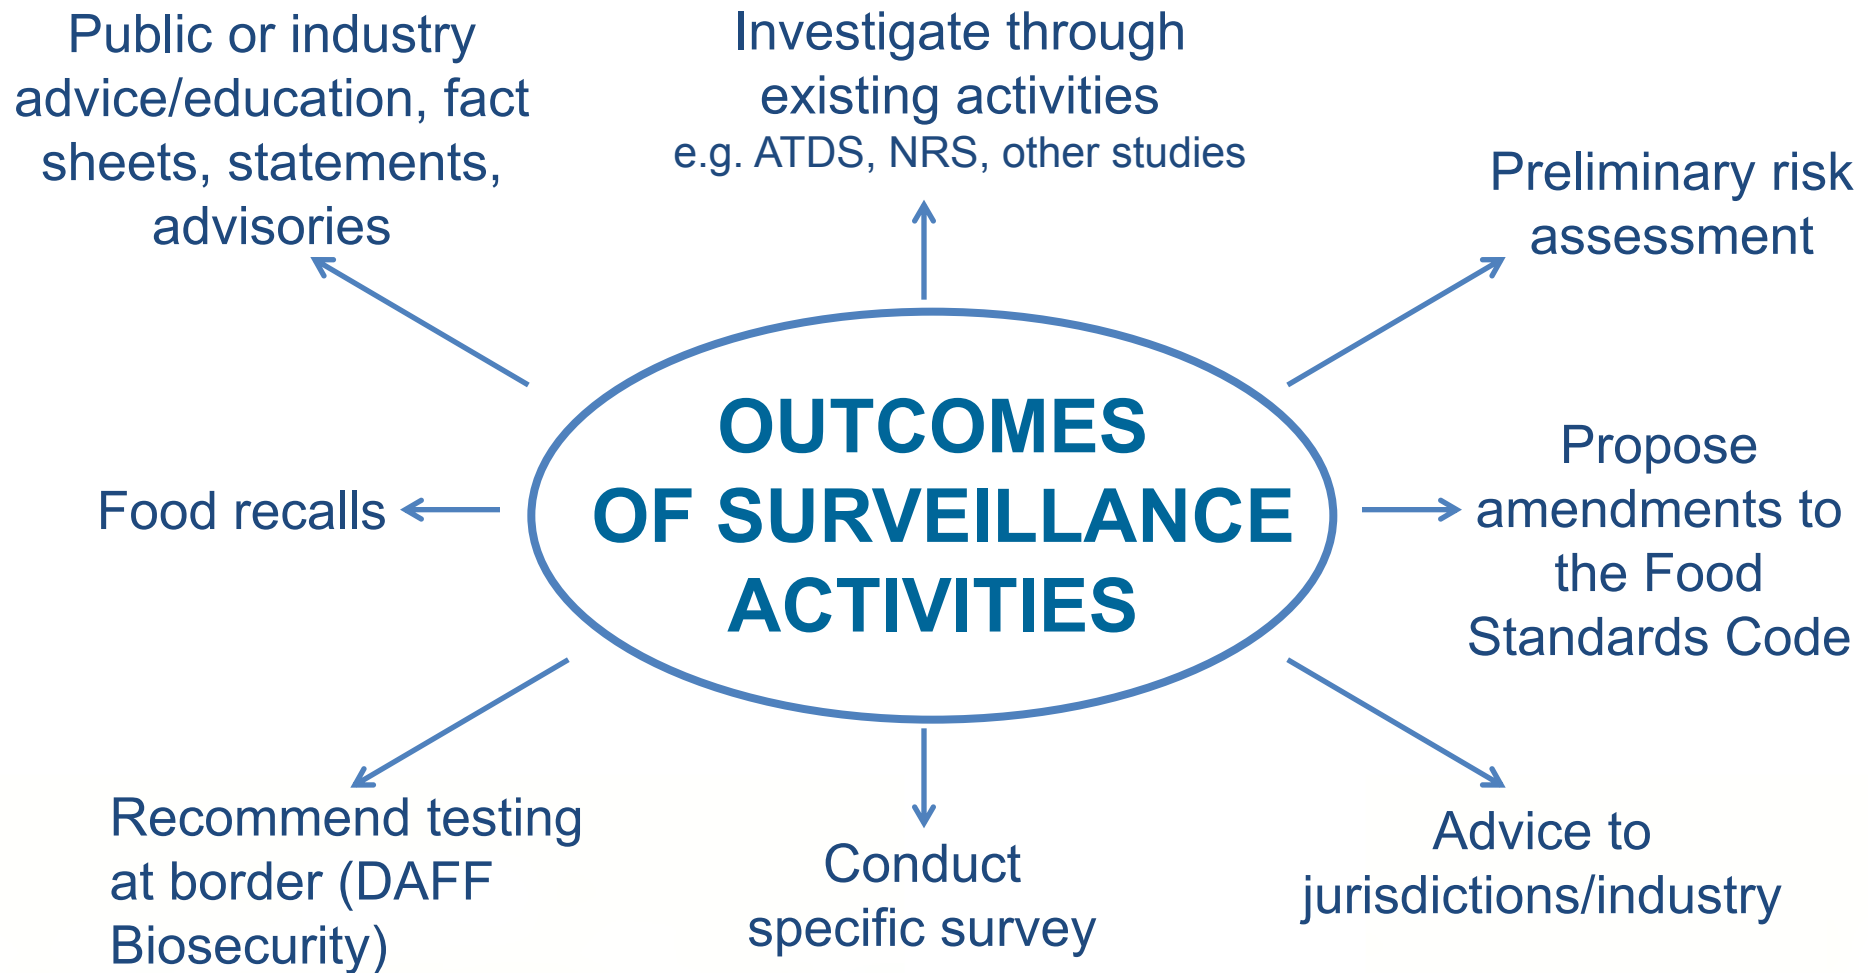 Public or industry
advice/education, fact
sheets, statements,
advisories
Investigate through
existing activities
e.g. ATDS, NRS, other studies
Preliminary risk
assessment
OUTCOMES
OF SURVEILLANCE
ACTIVITIES
Food recalls
Propose
amendments to
the Food
Standards Code
Recommend testing
at border (DAFF
Biosecurity)
Conduct
specific survey
Advice to
jurisdictions/industry